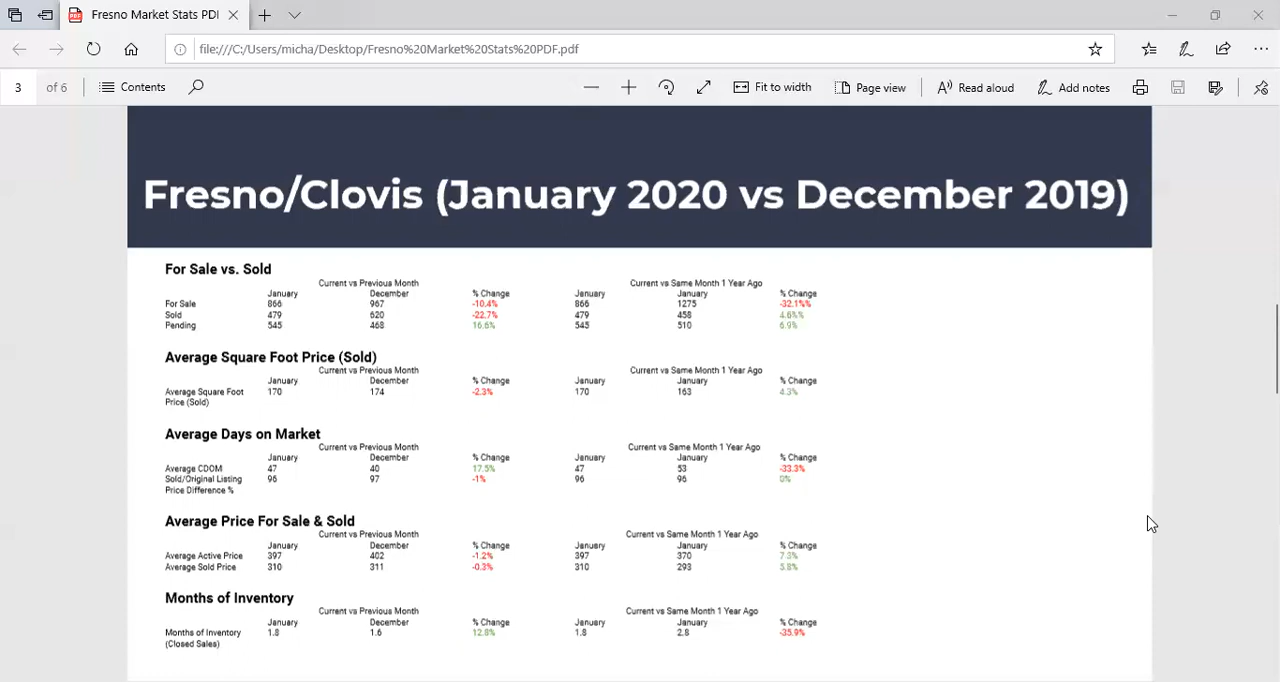 Fresno Market Stats PDI
file:///C:/Users/micha/Desktop/Fresno%20Market%20Stats%20PDF.pdf
3 of 6 Contents Fit to width Page view Read aloud Add notes
Fresno/Clovis (January 2020 vs December 2019)
For Sale vs. Sold
Current vs Previous Month Current vs Same Month 1 Year Ago
January December % Change January January % Change
For Sale 866 967 -10.4% 866 1275 -32.1%%
Sold 479 620 -22.7% 479 458 4.6%%
Pending 545 468 16.6% 545 510 6.9%
Average Square Foot Price (Sold)
Current vs Previous Month Current vs Same Month 1 Year Ago
January December % Change January January % Change
Average Square Foot 170 174 -2.3% 170 163 4.3%
Price (Sold)
Average Days on Market
Current vs Previous Month Current vs Same Month 1 Year Ago
January December % Change January January % Change
Average CDOM 47 40 17.5% 47 53 -33.3%
Sold/Original Listing 96 97 -1% 96 96 0%
Price Difference %
Average Price For Sale & Sold
Current vs Previous Month Current vs Same Month 1 Year Ago
January December % Change January January % Change
Average Active Price 397 402 -1.2% 397 370 7.3%
Average Sold Price 310 311 -0.3% 310 293 5.8%
Months of Inventory
Current vs Previous Month Current vs Same Month 1 Year Ago
January December % Change January January % Change
Months of Inventory 1.8 1.6 12.8% 1.8 2.8 -35.9%
(Closed Sales)